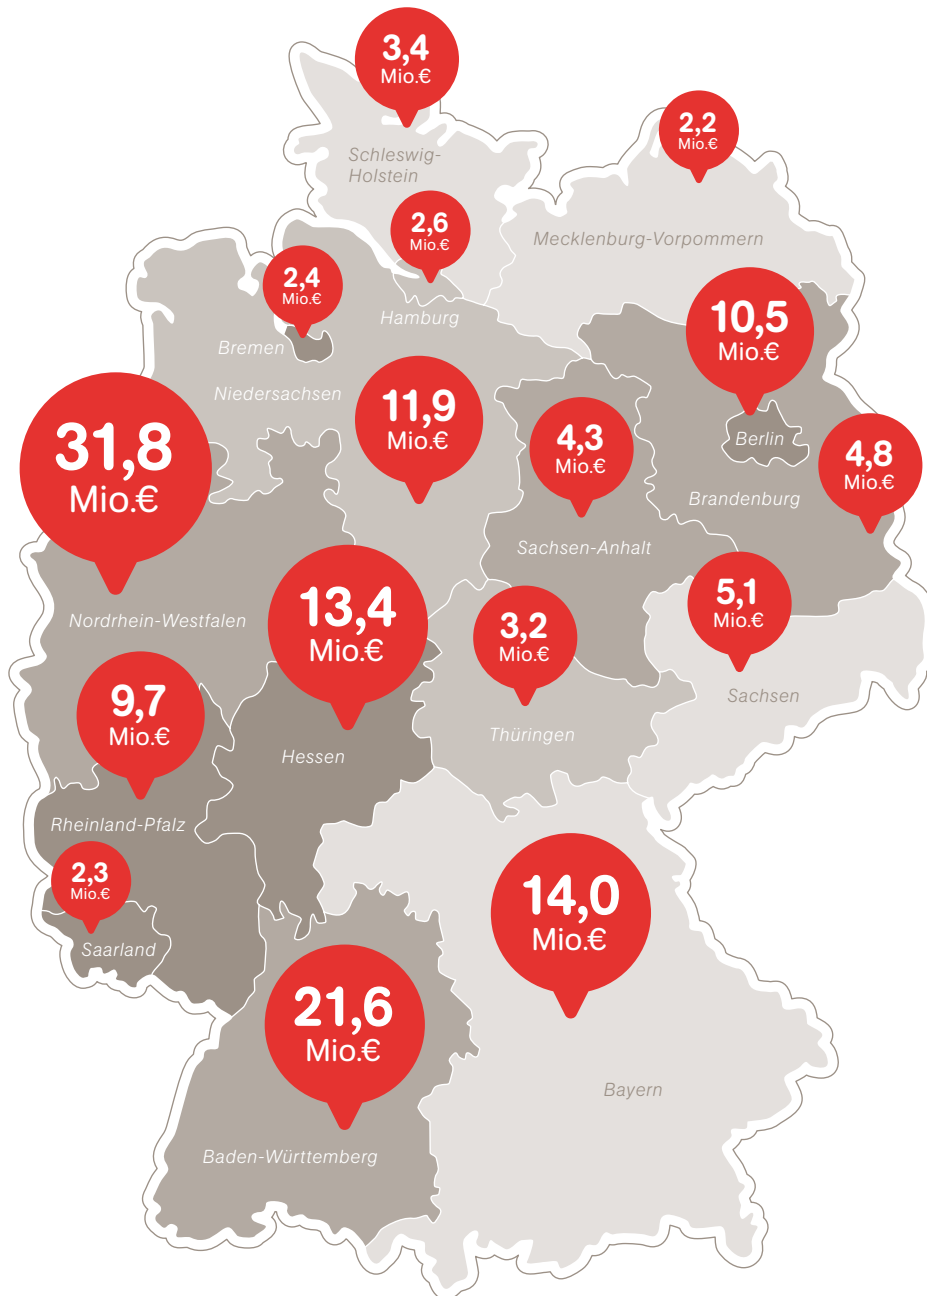 3,4
Mio.€
2,2
Mio.€
Schleswig-
Holstein
2,6
Mio.€
Mecklenburg-Vorpommern
2,4
Mio.€
Hamburg
10,5
Mio.€
Bremen
Niedersachsen
11,9
Mio.€
31,8
Mio.€
4,3
Mio.€
Berlin
4,8
Mio.€
Brandenburg
Sachsen-Anhalt
Nordrhein-Westfalen
13,4
Mio.€
3,2
Mio.€
5,1
Mio.€
Sachsen
9,7
Mio.€
Hessen
Thüringen
Rheinland-Pfalz
2,3
Mio.€
Saarland
14,0
Mio.€
21,6
Mio.€
Bayern
Baden-Württemberg